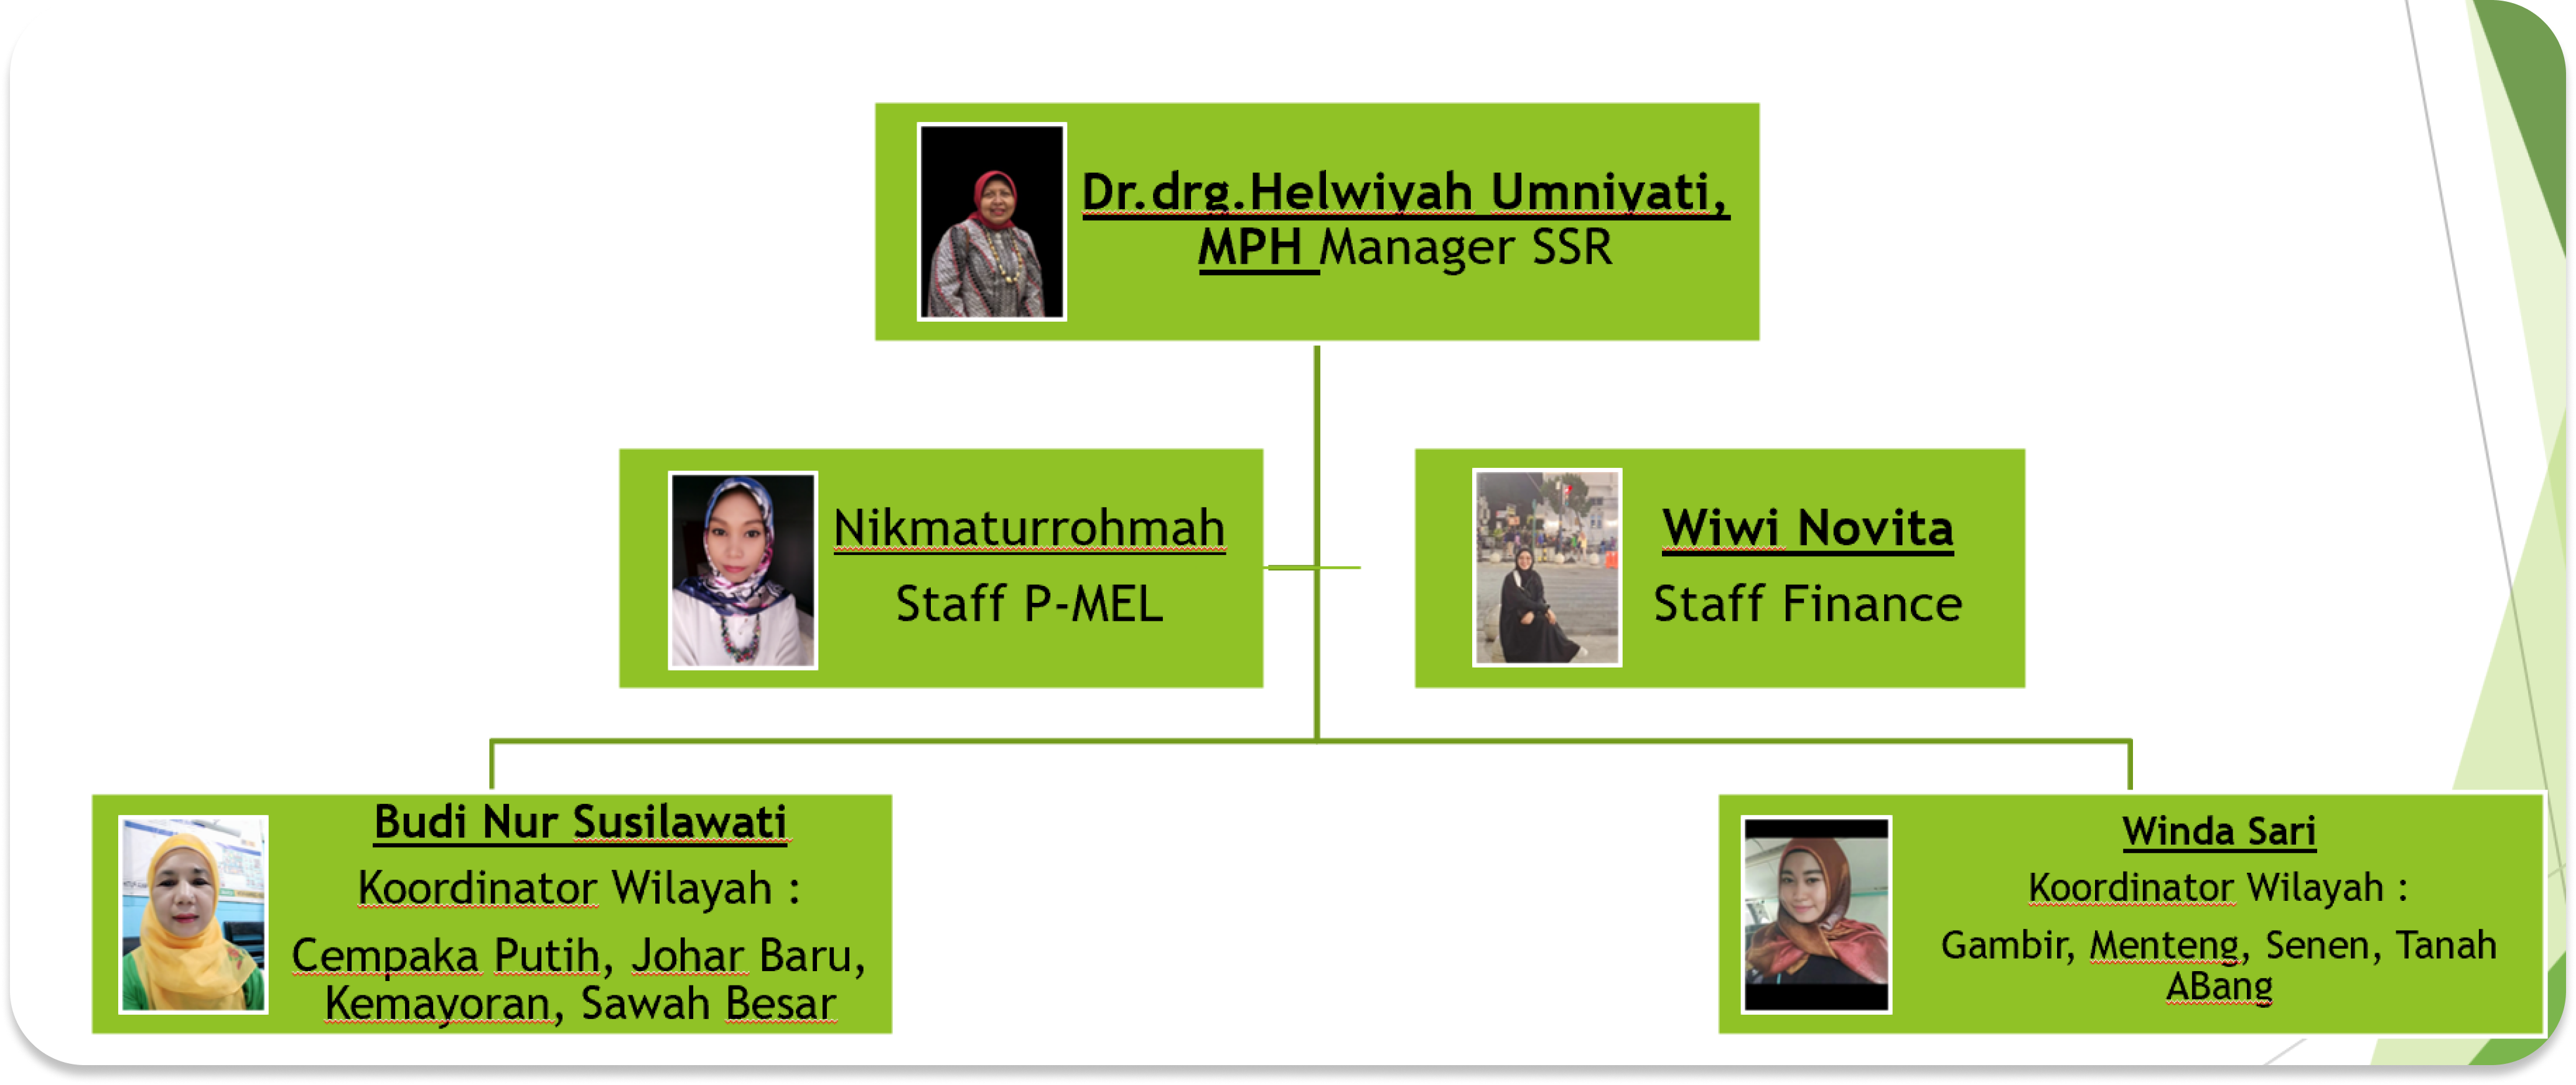 Dr.drg.Helwiyah Umniyati,
MPH Manager SSR
Nikmaturrohmah
Staff P-MEL
Wiwi Novita
Staff Finance
Budi Nur Susilawati
Koordinator Wilayah :
Cempaka Putih, Johar Baru,
Kemayoran, Sawah Besar
Winda Sari
Koordinator Wilayah :
Gambir, Menteng, Senen, Tanah
ABang